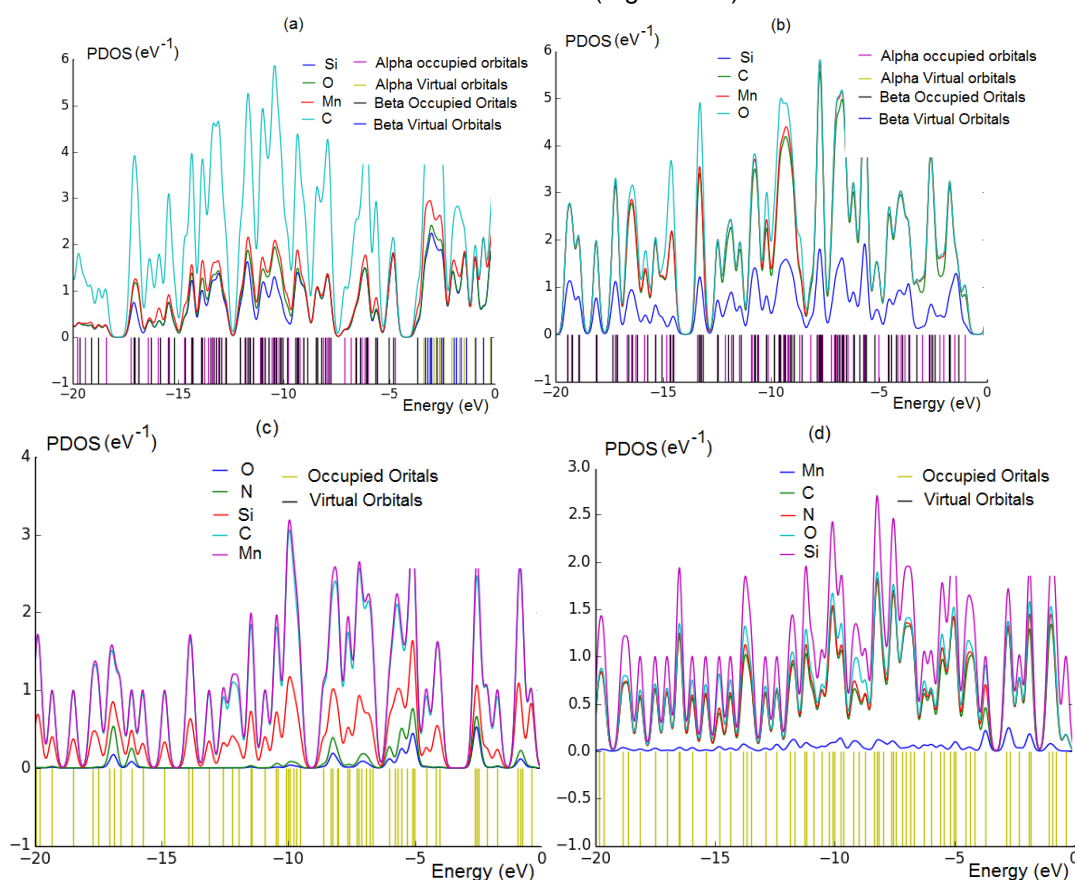 (a)
PDOS (eV-1)
Si
O
Mn
C
Alpha occupied orbitals
Alpha Virtual orbitals
Beta Occupied Oritals
Beta Virtual Orbitals
6
5
4
3
2
1
0
−1
−20
−15
−10
−5
0
Energy (eV)
(b)
PDOS (eV-1)
Si
C
Mn
O
Alpha occupied orbitals
Alpha Virtual orbitals
Beta Occupied Oritals
Beta Virtual Orbitals
6
5
4
3
2
1
0
−1
−20
−15
−10
−5
0
Energy (eV)
(c)
PDOS (eV-1)
O
N
Si
C
Mn
Occupied Oritals
Virtual Orbitals
4
3
2
1
0
−1
−20
−15
−10
−5
0
Energy (eV)
(d)
PDOS (eV-1)
Mn
C
N
O
Si
Occupied Oritals
Virtual Orbitals
3.0
2.5
2.0
1.5
1.0
0.5
0.0
−0.5
−1.0
−20
−15
−10
−5
0
Energy (eV)